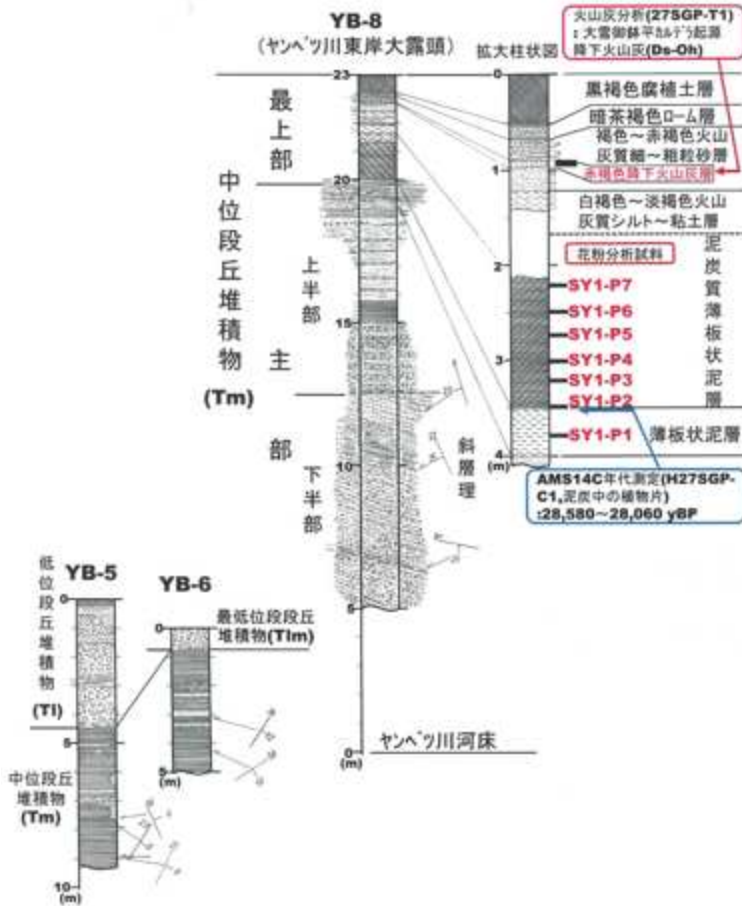 YB-8
(ヤンベツ川東岸大露頭)
拡大柱状図
火山灰分析(27SGP-T1)
:大雪御鉢平カルデラ起源
降下火山灰(Ds-Oh)
23
20
15
10
5
0
(m)
最上部
中位段丘堆積物
(Tm)
主部
上半部
下半部
斜層理
ヤンベツ川河床
0
1
2
3
4
(m)
黒褐色腐植土層
暗茶褐色ローム層
褐色~赤褐色火山
灰質細~粗粒砂層
赤褐色降下火山灰層
白褐色~淡褐色火山
灰質シルト~粘土層
花粉分析試料
泥炭質薄板状泥層
SY1-P7
SY1-P6
SY1-P5
SY1-P4
SY1-P3
SY1-P2
SY1-P1
薄板状泥層
AMS14C年代測定(H27SGP-
C1,泥炭中の植物片)
:28,580~28,060 yBP
YB-5
低位段丘堆積物
(Tl)
中位段丘
堆積物
(Tm)
0
5
10
(m)
YB-6
最低位段段丘
堆積物(Tlm)
0
5
(m)